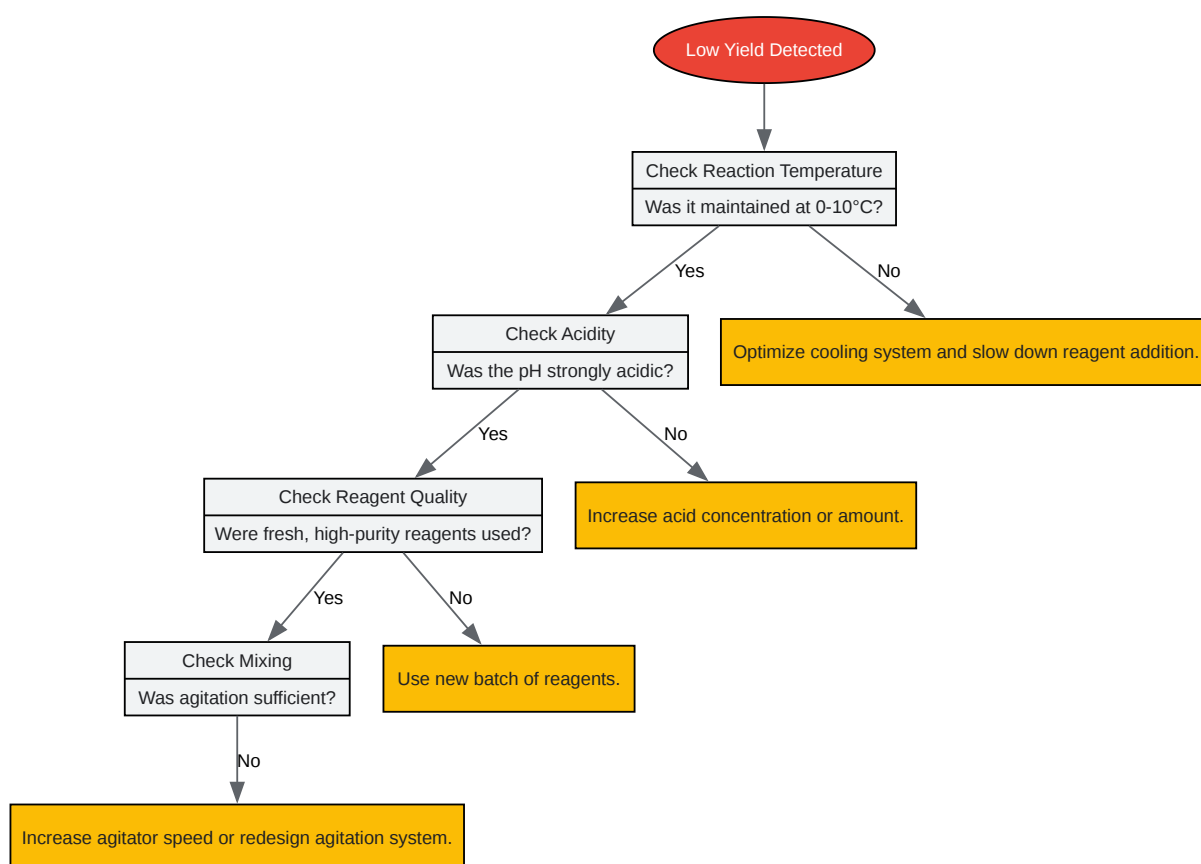 Low Yield Detected
Check Reaction Temperature
Was it maintained at 0-10°C?
Yes
No
Check Acidity
Was the pH strongly acidic?
Optimize cooling system and slow down reagent addition.
Yes
No
Check Reagent Quality
Were fresh, high-purity reagents used?
Increase acid concentration or amount.
Yes
No
Check Mixing
Was agitation sufficient?
Use new batch of reagents.
No
Increase agitator speed or redesign agitation system.